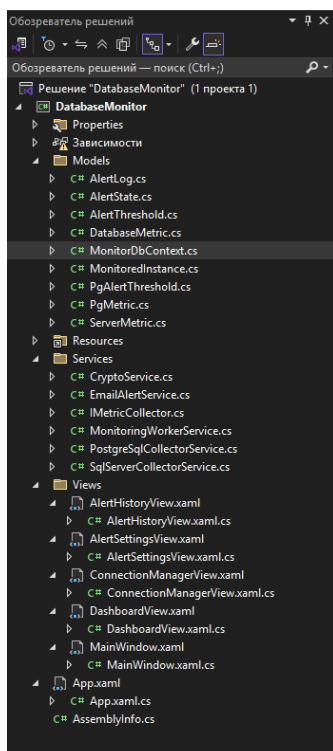 Обозреватель решений
Обозреватель решений — поиск (Ctrl+;)
Решение "DatabaseMonitor" (1 проекта 1)
C# DatabaseMonitor
Properties
Зависимости
Models
C# AlertLog.cs
C# AlertState.cs
C# AlertThreshold.cs
C# DatabaseMetric.cs
C# MonitorDbContext.cs
C# MonitoredInstance.cs
C# PgAlertThreshold.cs
C# PgMetric.cs
C# ServerMetric.cs
Resources
Services
C# CryptoService.cs
C# EmailAlertService.cs
C# IMetricCollector.cs
C# MonitoringWorkerService.cs
C# PostgreSqlCollectorService.cs
C# SqlServerCollectorService.cs
Views
AlertHistoryView.xaml
C# AlertHistoryView.xaml.cs
AlertSettingsView.xaml
C# AlertSettingsView.xaml.cs
ConnectionManagerView.xaml
C# ConnectionManagerView.xaml.cs
DashboardView.xaml
C# DashboardView.xaml.cs
MainWindow.xaml
C# MainWindow.xaml.cs
App.xaml
C# App.xaml.cs
C# AssemblyInfo.cs